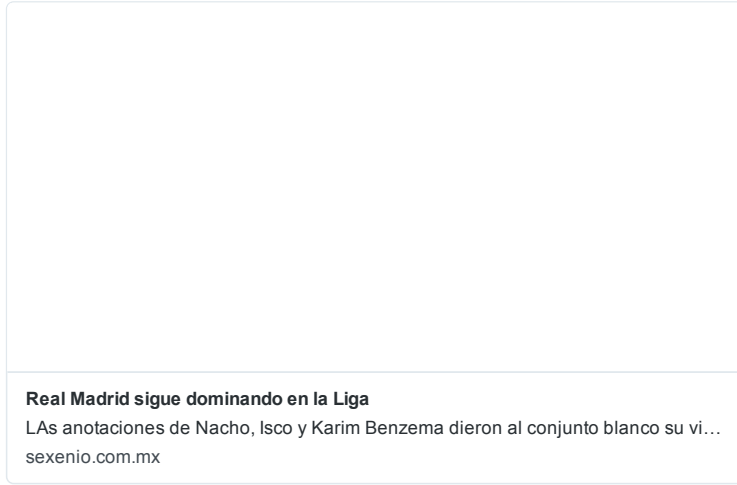 Real Madrid sigue dominando en la Liga
LAs anotaciones de Nacho, Isco y Karim Benzema dieron al conjunto blanco su vi…
sexenio.com.mx